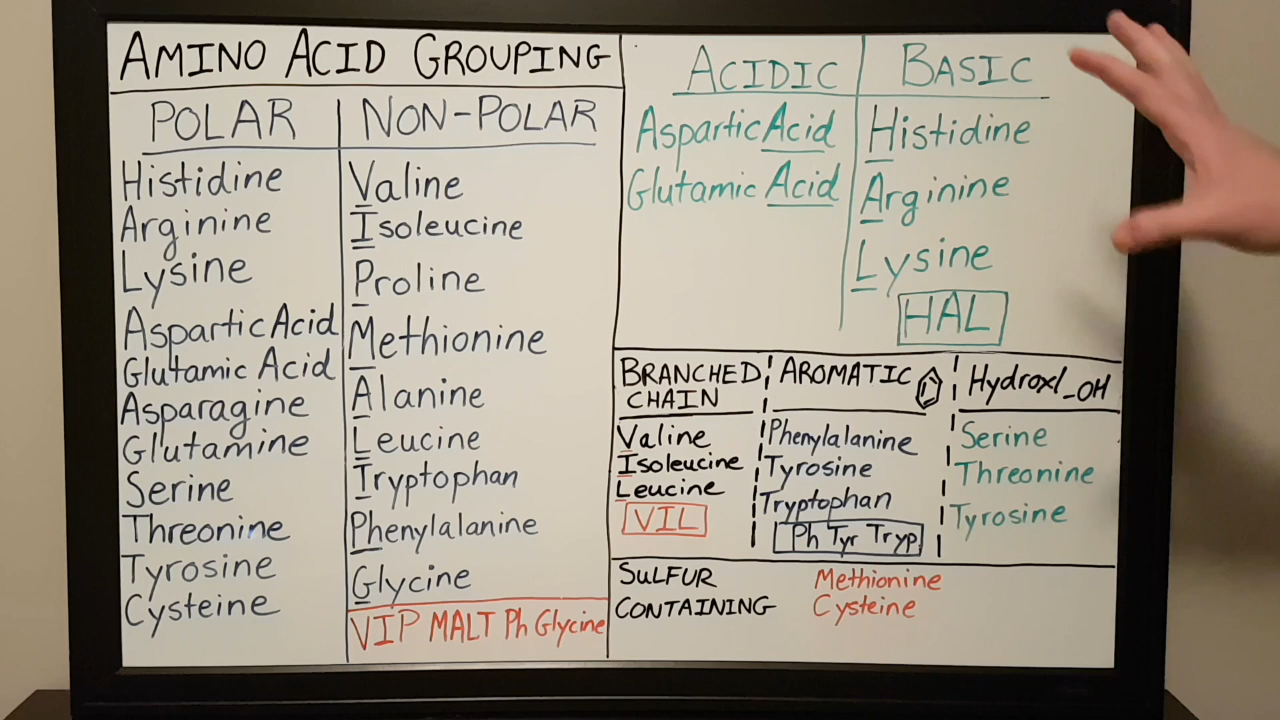 AMINO ACID GROUPING
POLAR
Histidine
Arginine
Lysine
Aspartic Acid
Glutamic Acid
Asparagine
Glutamine
Serine
Threonine
Tyrosine
Cysteine
NON-POLAR
Valine
Isoleucine
Proline
Methionine
Alanine
Leucine
Tryptophan
Phenylalanine
Glycine
VIP MALT Ph Glycine
ACIDIC
Aspartic Acid
Glutamic Acid
BASIC
Histidine
Arginine
Lysine
HAL
BRANCHED
CHAIN
Valine
Isoleucine
Leucine
VIL
AROMATIC
Phenylalanine
Tyrosine
Tryptophan
Ph Tyr Tryp.
Hydroxl_OH
Serine
Threonine
Tyrosine
SULFUR
CONTAINING
Methionine
Cysteine